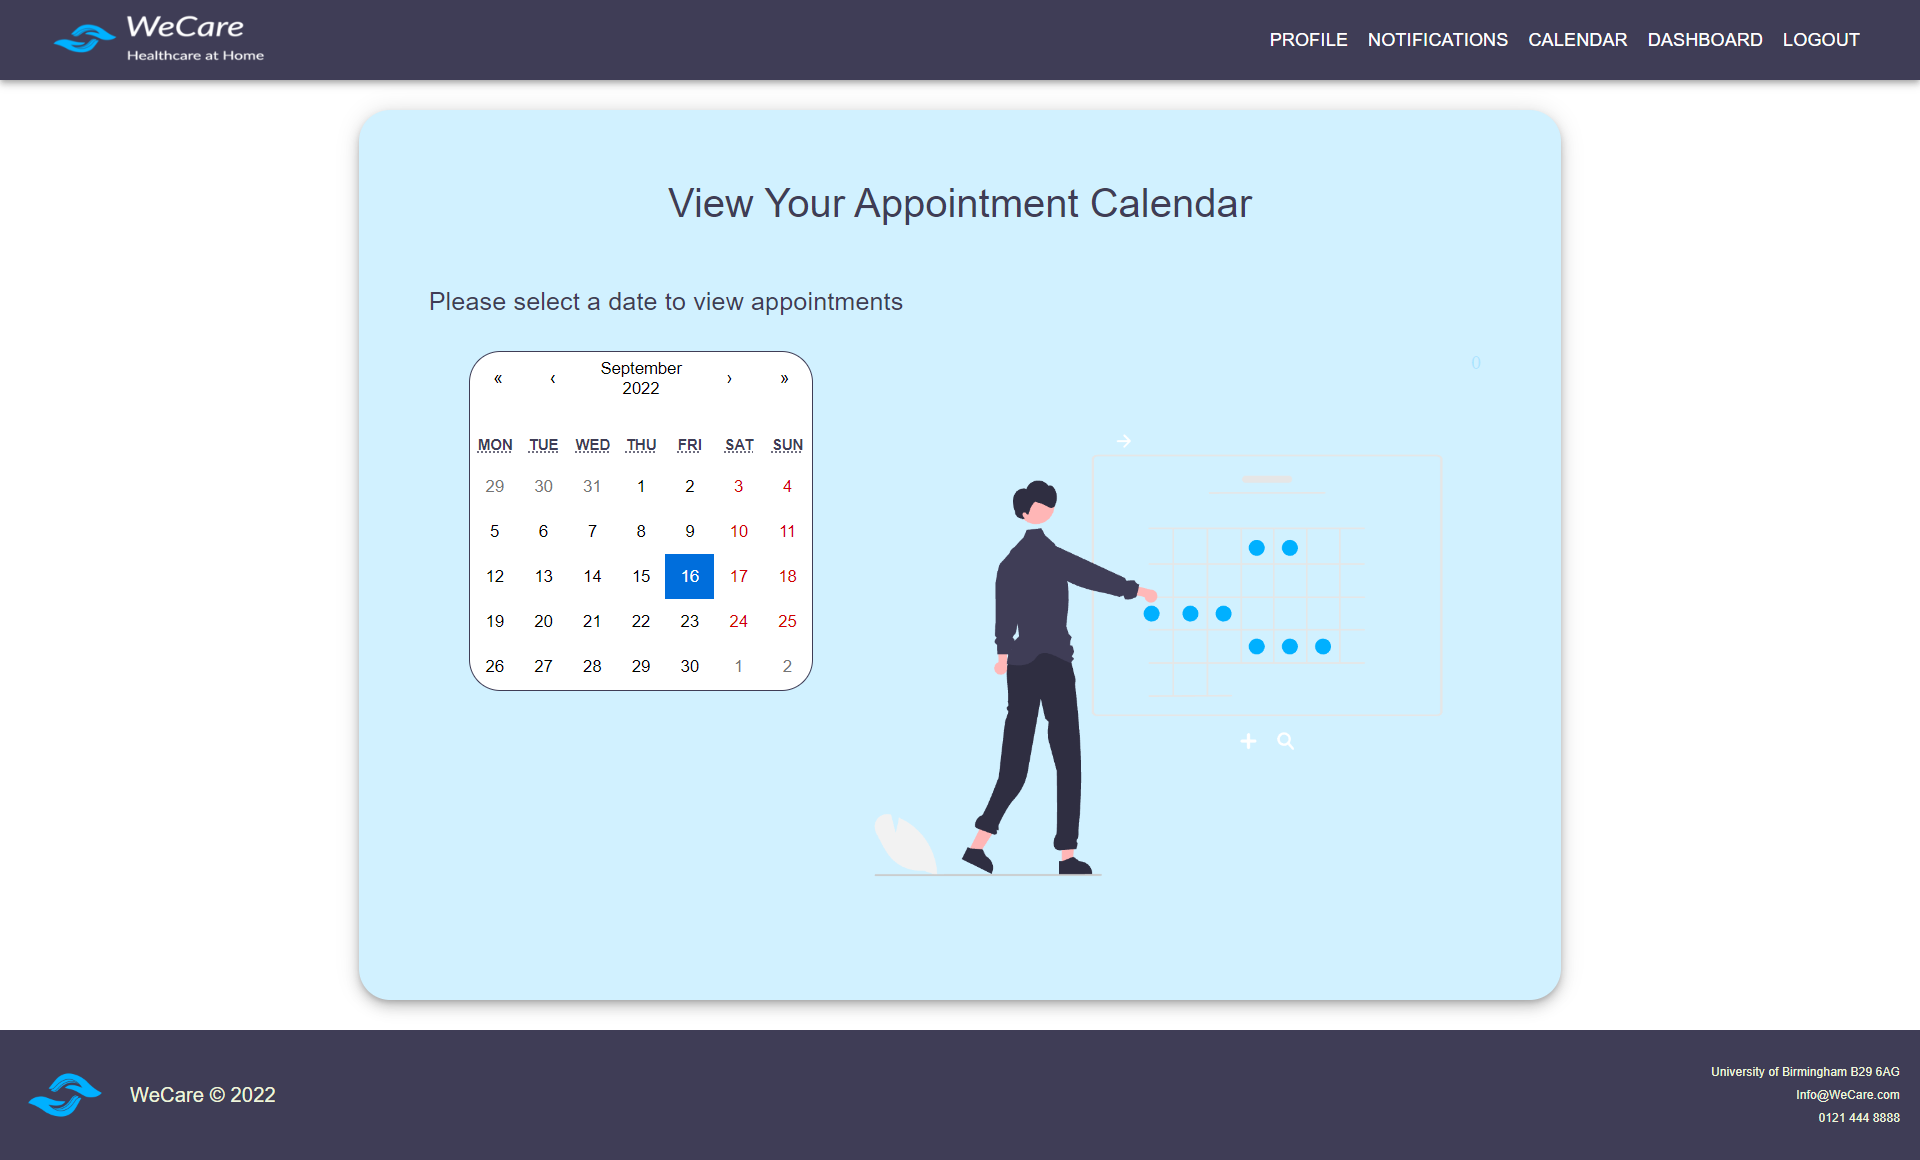 WeCare
Healthcare at Home
PROFILE NOTIFICATIONS CALENDAR DASHBOARD LOGOUT
View Your Appointment Calendar
Please select a date to view appointments
« ‹ September 2022 › »
MON TUE WED THU FRI SAT SUN
29 30 31 1 2 3 4
5 6 7 8 9 10 11
12 13 14 15 16 17 18
19 20 21 22 23 24 25
26 27 28 29 30 1 2
0
WeCare © 2022
University of Birmingham B29 6AG
Info@WeCare.com
0121 444 8888